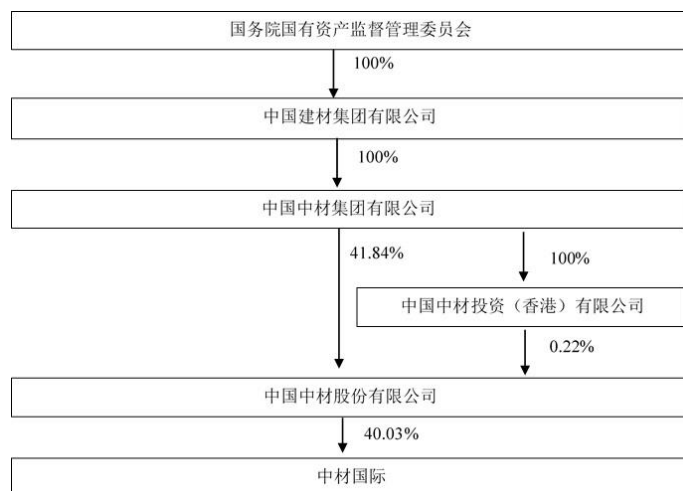 国务院国有资产监督管理委员会
100%
中国建材集团有限公司
100%
中国中材集团有限公司
41.84%
100%
中国中材投资（香港）有限公司
0.22%
中国中材股份有限公司
40.03%
中材国际